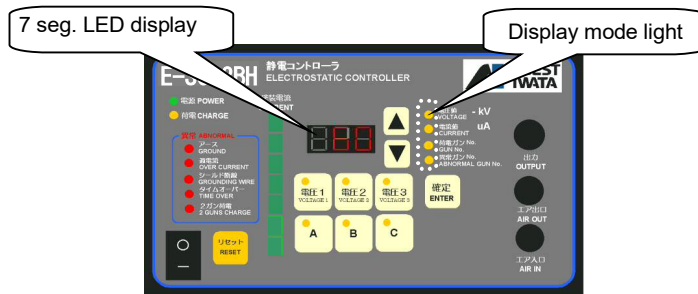 7 seg. LED display
Display mode light
静電コントローラ
ELECTROSTATIC CONTROLLER
IWATA
電源 POWER
荷電 CHARGE
異常 ABNORMAL
アース
GROUND
過電流
OVER CURRENT
シールド断線
GROUNDING WIRE
タイムオーバー
TIME OVER
2ガン荷電
2 GUNS CHARGE
リセット
RESET
電圧1
VOLTAGE 1
電圧2
VOLTAGE 2
電圧3
VOLTAGE 3
A
B
C
確定
ENTER
VOLTAGE
- kV
電流値
CURRENT
uA
荷電ガン No.
GUN No.
異常ガン No.
ABNORMAL GUN No.
出力
OUTPUT
エア出口
AIR OUT
エア入口
AIR IN